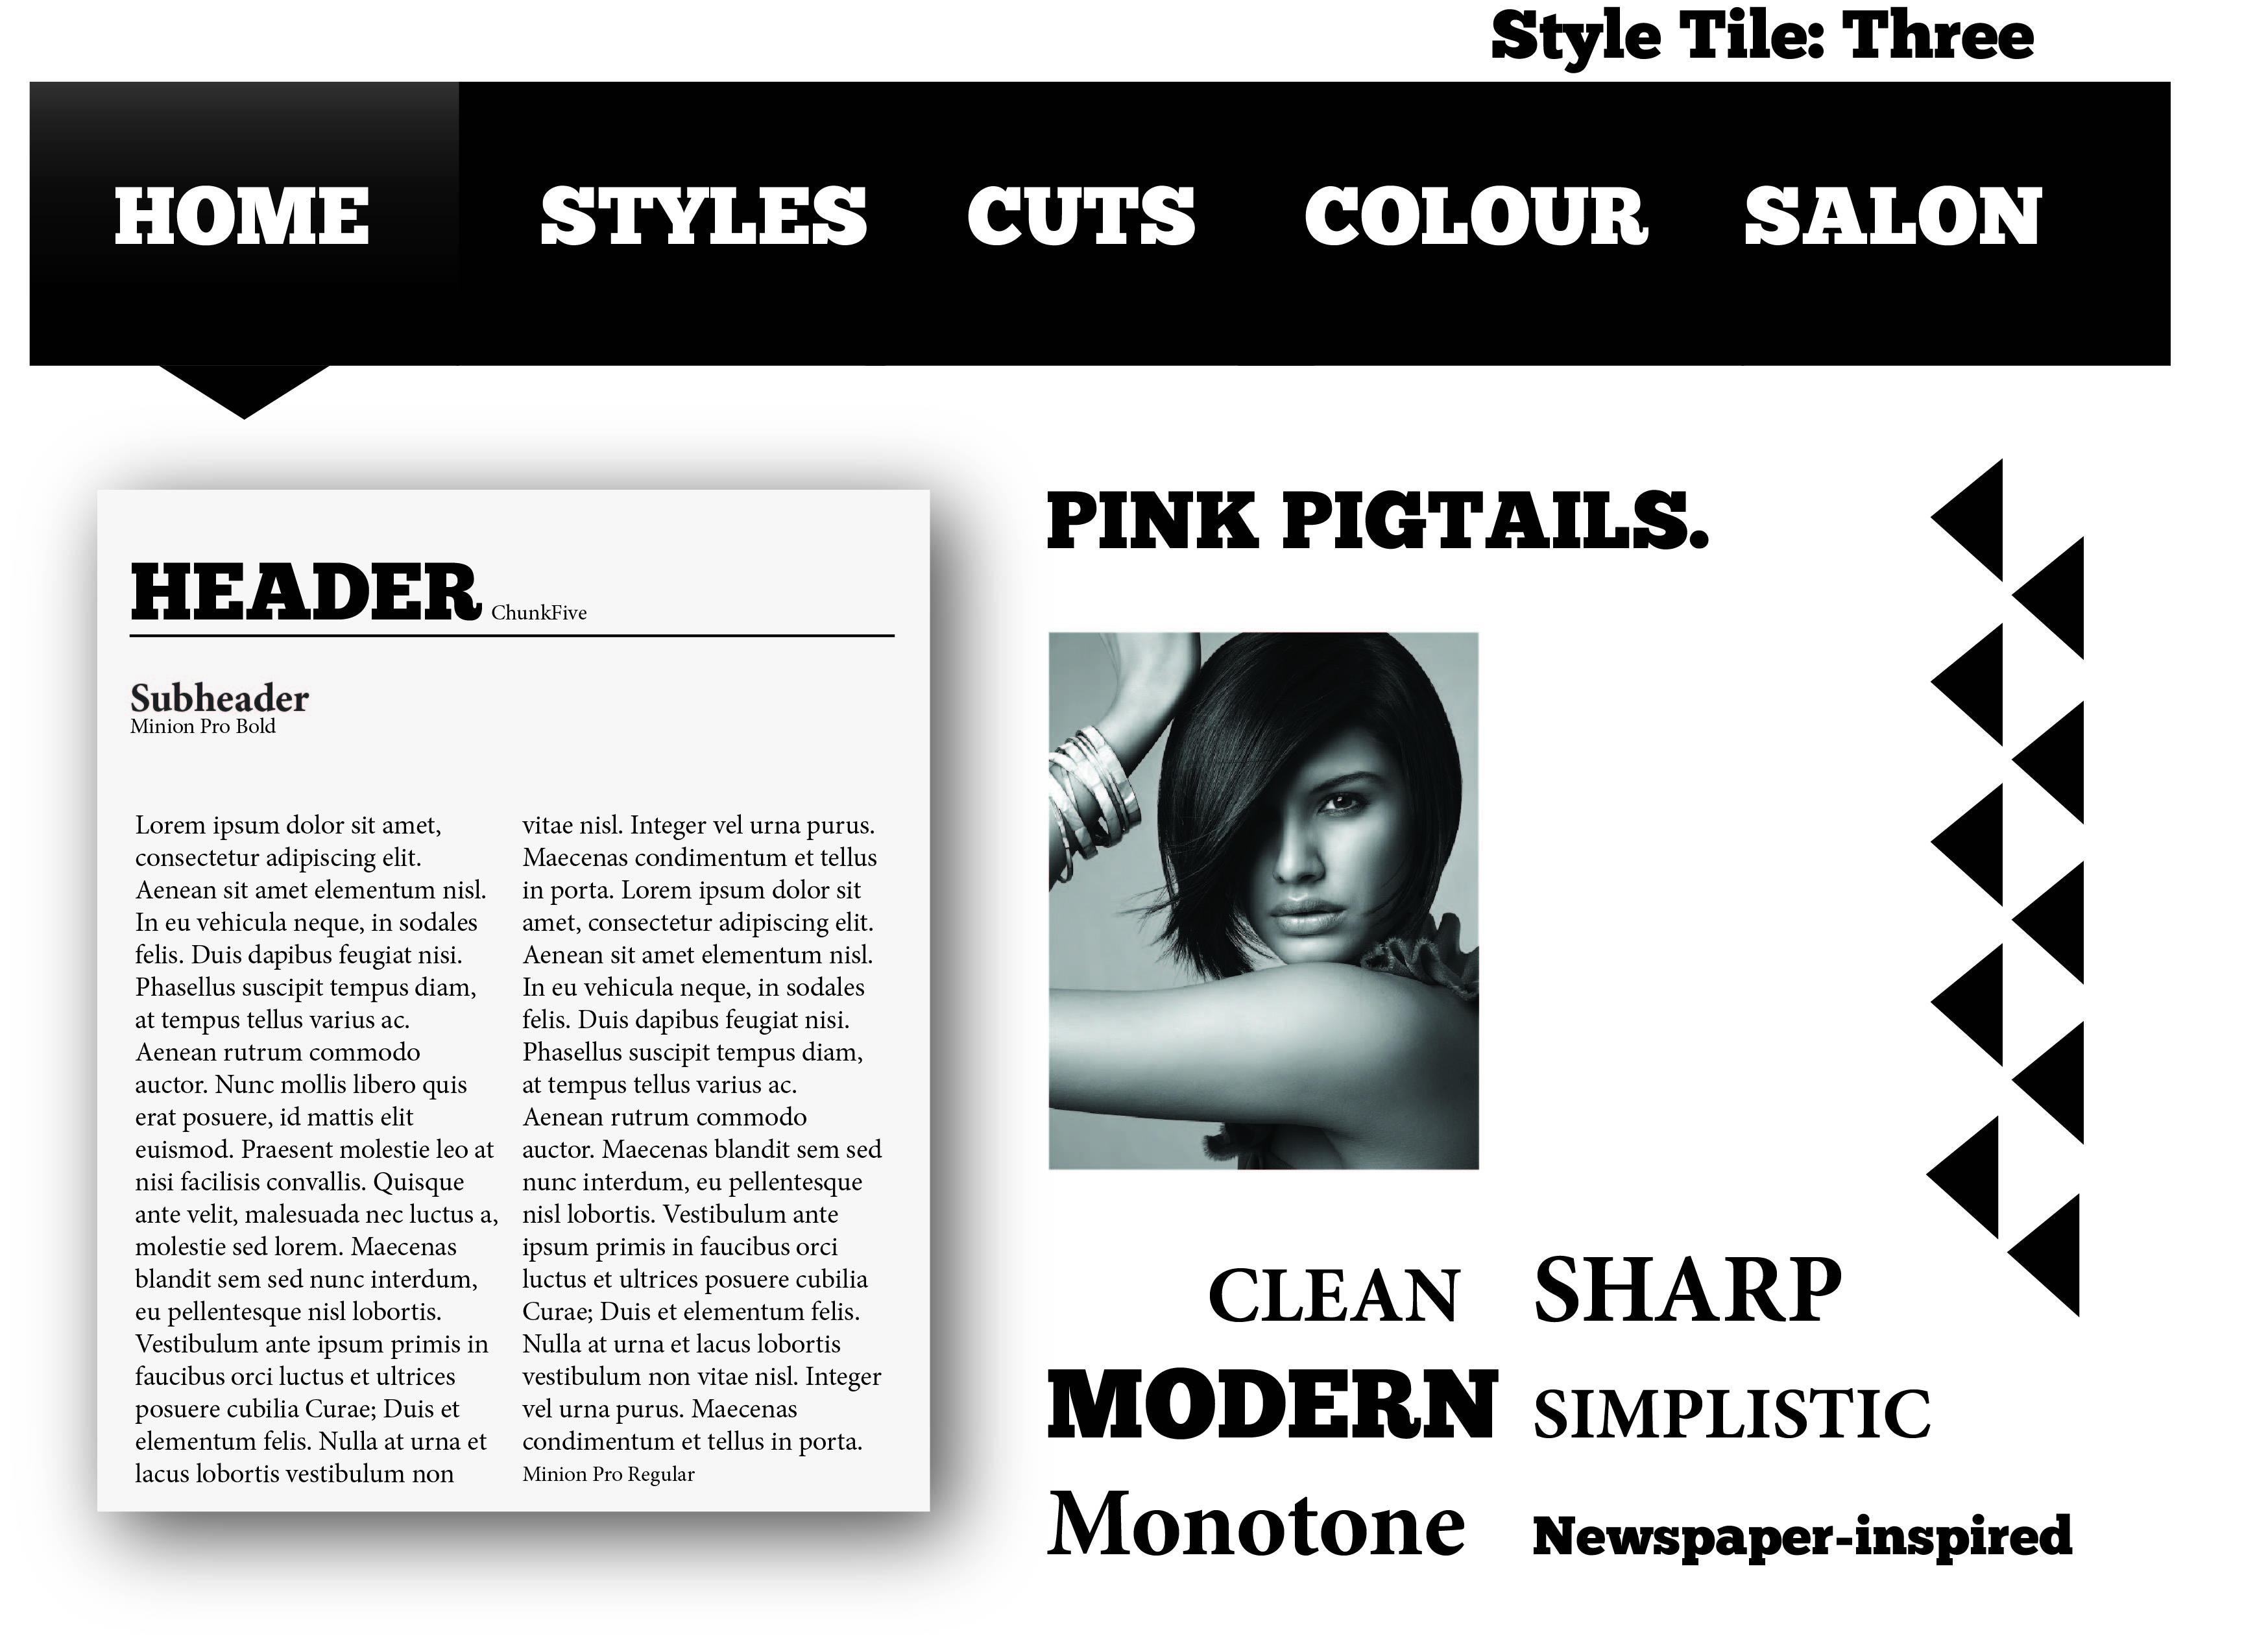 Style Tile: Three
HOME STYLES CUTS COLOUR SALON
HEADER ChunkFive
Subheader
Minion Pro Bold
Lorem ipsum dolor sit amet,
consectetur adipiscing elit.
Aenean sit amet elementum nisl.
In eu vehicula neque, in sodales
felis. Duis dapibus feugiat nisi.
Phasellus suscipit tempus diam,
at tempus tellus varius ac.
Aenean rutrum commodo
auctor. Nunc mollis libero quis
erat posuere, id mattis elit
euismod. Praesent molestie leo at
nisi facilisis convallis. Quisque
ante velit, malesuada nec luctus a,
molestie sed lorem. Maecenas
blandit sem sed nunc interdum,
eu pellentesque nisl lobortis.
Vestibulum ante ipsum primis in
faucibus orci luctus et ultrices
posuere cubilia Curae; Duis et
elementum felis. Nulla at urna et
lacus lobortis vestibulum non
vitae nisl. Integer vel urna purus.
Maecenas condimentum et tellus
in porta. Lorem ipsum dolor sit
amet, consectetur adipiscing elit.
Aenean sit amet elementum nisl.
In eu vehicula neque, in sodales
felis. Duis dapibus feugiat nisi.
Phasellus suscipit tempus diam,
at tempus tellus varius ac.
Aenean rutrum commodo
auctor. Maecenas blandit sem sed
nunc interdum, eu pellentesque
nisl lobortis. Vestibulum ante
ipsum primis in faucibus orci
luctus et ultrices posuere cubilia
Curae; Duis et elementum felis.
Nulla at urna et lacus lobortis
vestibulum non vitae nisl. Integer
vel urna purus. Maecenas
condimentum et tellus in porta.
Minion Pro Regular
PINK PIGTAILS.
CLEAN SHARP
MODERN SIMPLISTIC
Monotone Newspaper-inspired